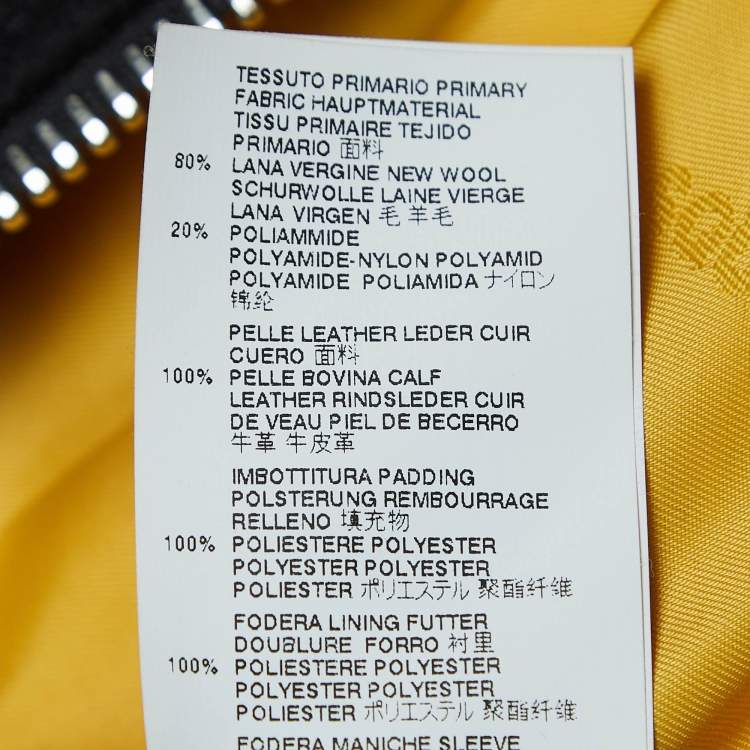 TESSUTO PRIMARIO PRIMARY
FABRIC HAUPTMATERIAL
TISSU PRIMAIRE TEJIDO
PRIMARIO 面料
80% LANA VERGINE NEW WOOL
SCHURWOLLE LAINE VIERGE
LANA VIRGEN 毛 羊毛
20% POLIAMMIDE
POLYAMIDE-NYLON POLYAMID
POLYAMIDE POLIAMIDA ナイロン
锦纶
PELLE LEATHER LEDER CUIR
CUERO 面料
100% PELLE BOVINA CALF
LEATHER RINDSLEDER CUIR
DE VEAU PIEL DE BECERRO
牛革 牛皮革
IMBOTTITURA PADDING
POLSTERUNG REMBOURRAGE
RELLENO 填充物
100% POLIESTERE POLYESTER
POLYESTER POLYESTER
POLIESTER ポリエステル 聚酯纤维
FODERA LINING FUTTER
DOUBLURE FORRO 衬里
100% POLIESTERE POLYESTER
POLYESTER POLYESTER
POLIESTER ポリエステル 聚酯纤维
FODERA MANICHE SLEEVE